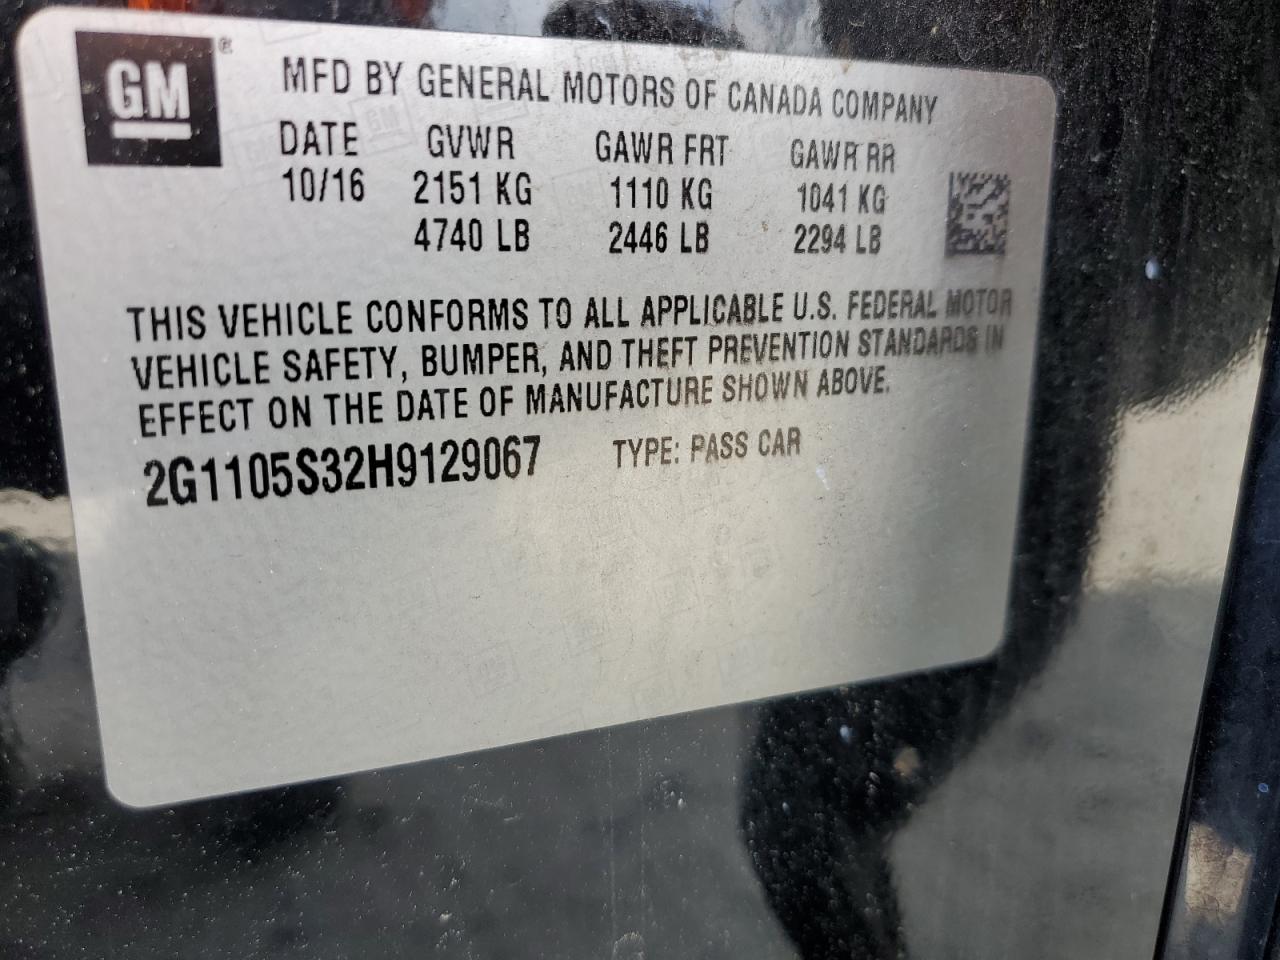 GM ®
MFD BY GENERAL MOTORS OF CANADA COMPANY
DATE GVWR GAWR FRT GAWR RR
10/16 2151 KG 1110 KG 1041 KG
4740 LB 2446 LB 2294 LB
THIS VEHICLE CONFORMS TO ALL APPLICABLE U.S. FEDERAL MOTOR
VEHICLE SAFETY, BUMPER, AND THEFT PREVENTION STANDARDS IN
EFFECT ON THE DATE OF MANUFACTURE SHOWN ABOVE.
2G1105S32H9129067 TYPE: PASS CAR